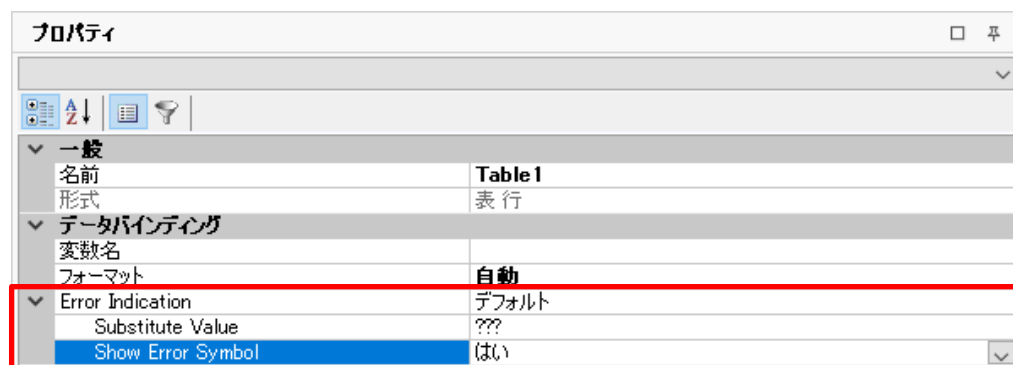 プロパティ
一般
名前 Table1
形式 表 行
データバインディング
変数名
フォーマット 自動
Error Indication デフォルト
Substitute Value ???
Show Error Symbol はい